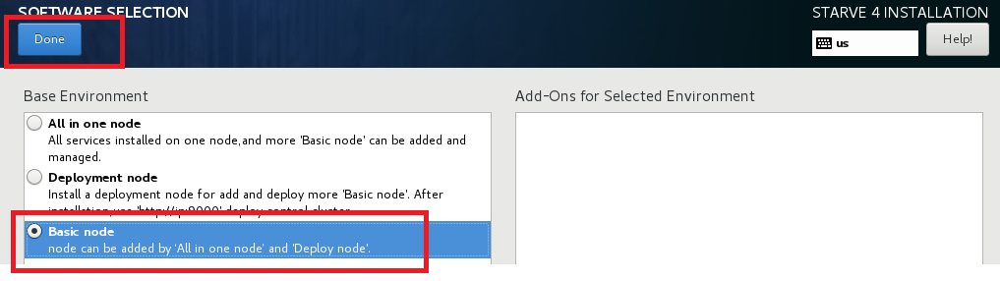 SOFTWARE SELECTION
STARVE 4 INSTALLATION
Done
us
Help!
Base Environment
Add-Ons for Selected Environment
All in one node
All services installed on one node,and more 'Basic node' can be added and
managed.
Deployment node
Install a deployment node for add and deploy more 'Basic node'. After
installation,use 'http://ip:9000' deploy control cluster.
Basic node
node can be added by 'All in one node' and 'Deploy node'.